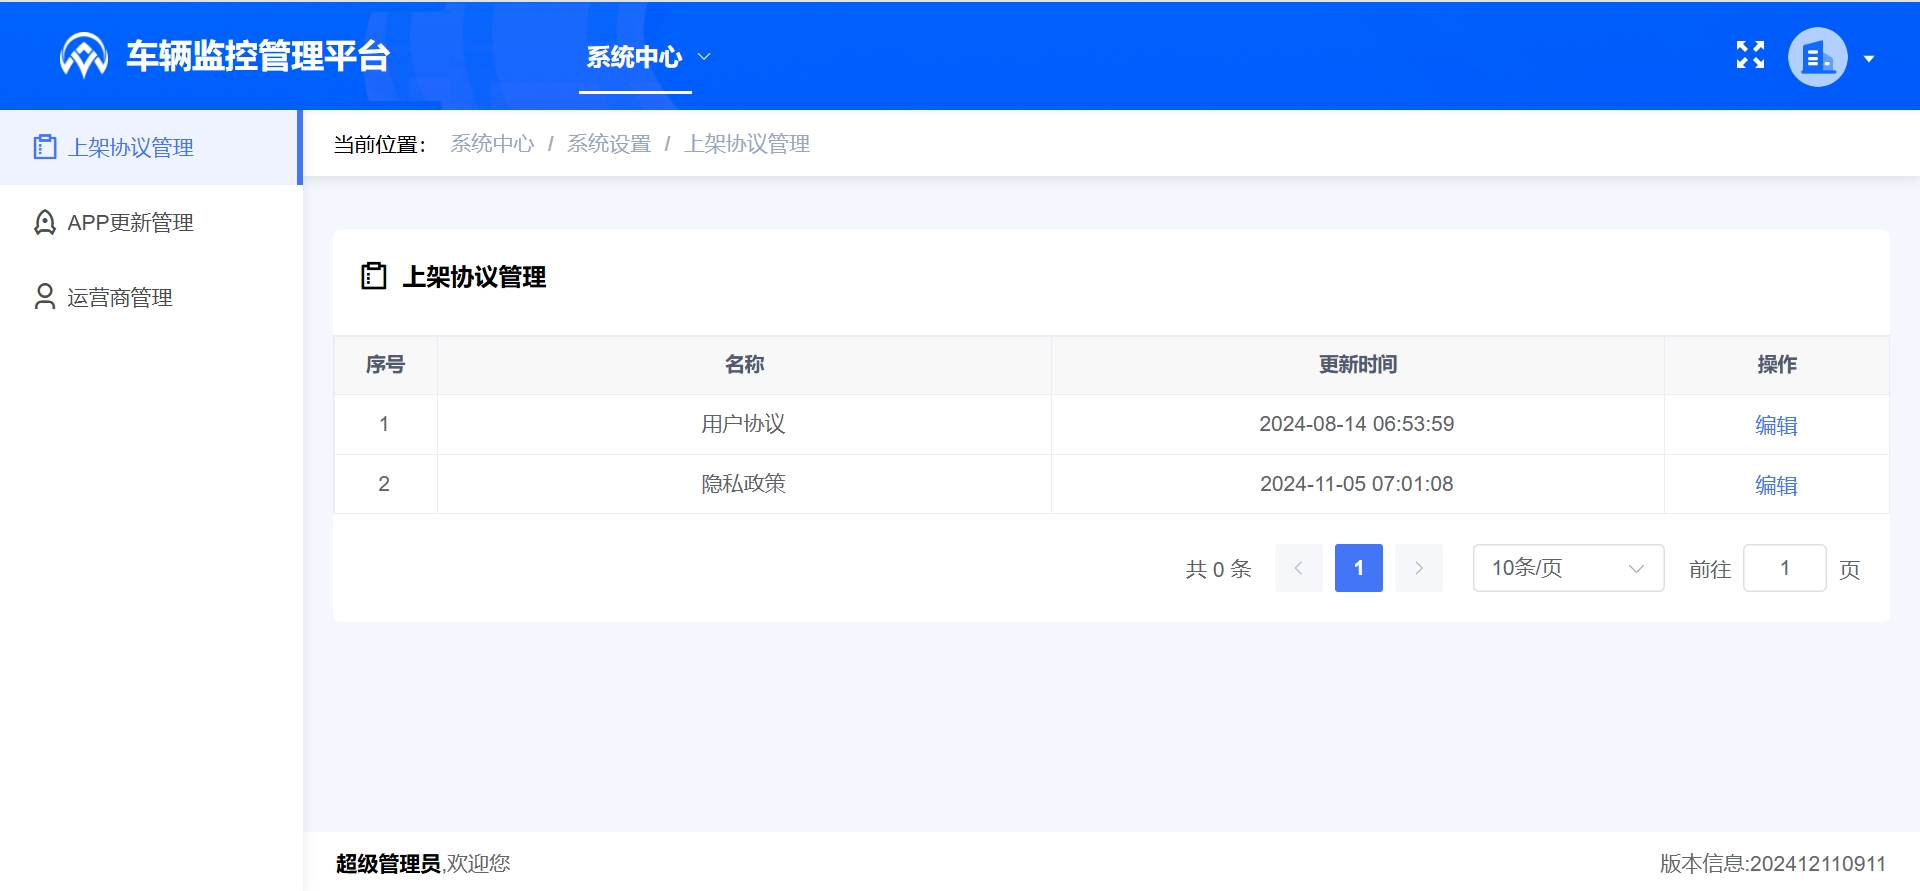 车辆监控管理平台
系统中心
上架协议管理
APP更新管理
运营商管理
当前位置： 系统中心 / 系统设置 / 上架协议管理
上架协议管理
序号 名称 更新时间 操作
1 用户协议 2024-08-14 06:53:59 编辑
2 隐私政策 2024-11-05 07:01:08 编辑
共 0 条 1 10条/页 前往 1 页
超级管理员,欢迎您
版本信息:202412110911